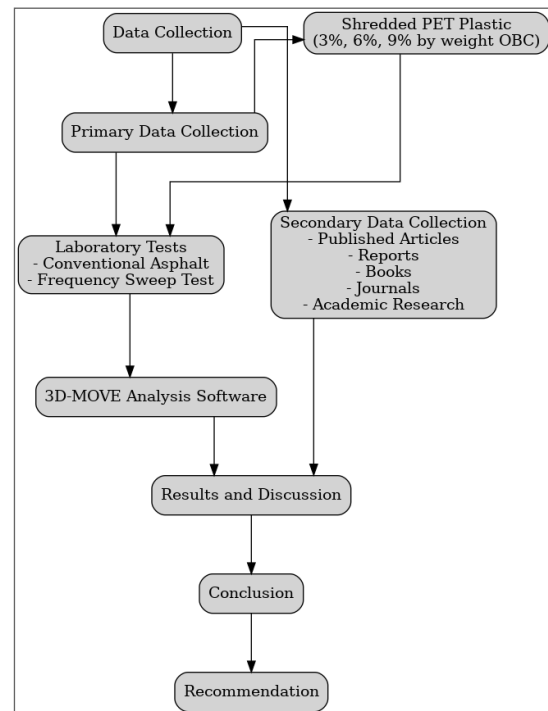 Data Collection
Shredded PET Plastic
(3%, 6%, 9% by weight OBC)
Primary Data Collection
Laboratory Tests
- Conventional Asphalt
- Frequency Sweep Test
Secondary Data Collection
- Published Articles
- Reports
- Books
- Journals
- Academic Research
3D-MOVE Analysis Software
Results and Discussion
Conclusion
Recommendation